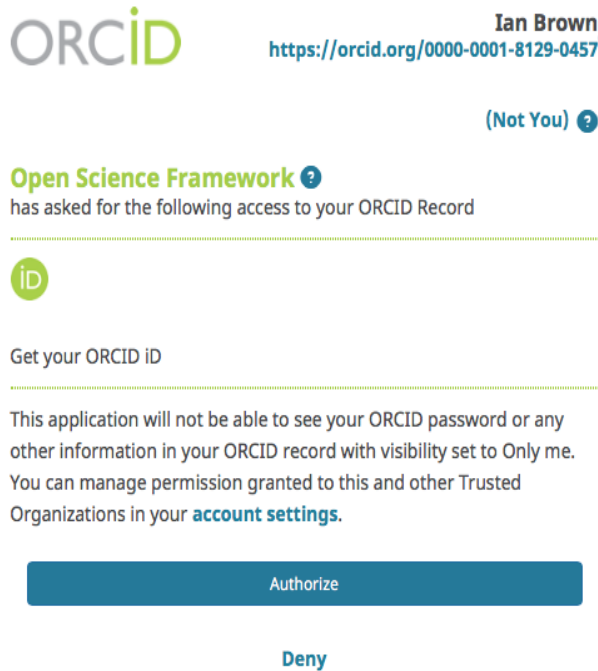 ORCiD
Ian Brown
https://orcid.org/0000-0001-8129-0457
(Not You) ?
Open Science Framework ?
has asked for the following access to your ORCID Record
iD
Get your ORCID iD
This application will not be able to see your ORCID password or any
other information in your ORCID record with visibility set to Only me.
You can manage permission granted to this and other Trusted
Organizations in your account settings.
Authorize
Deny